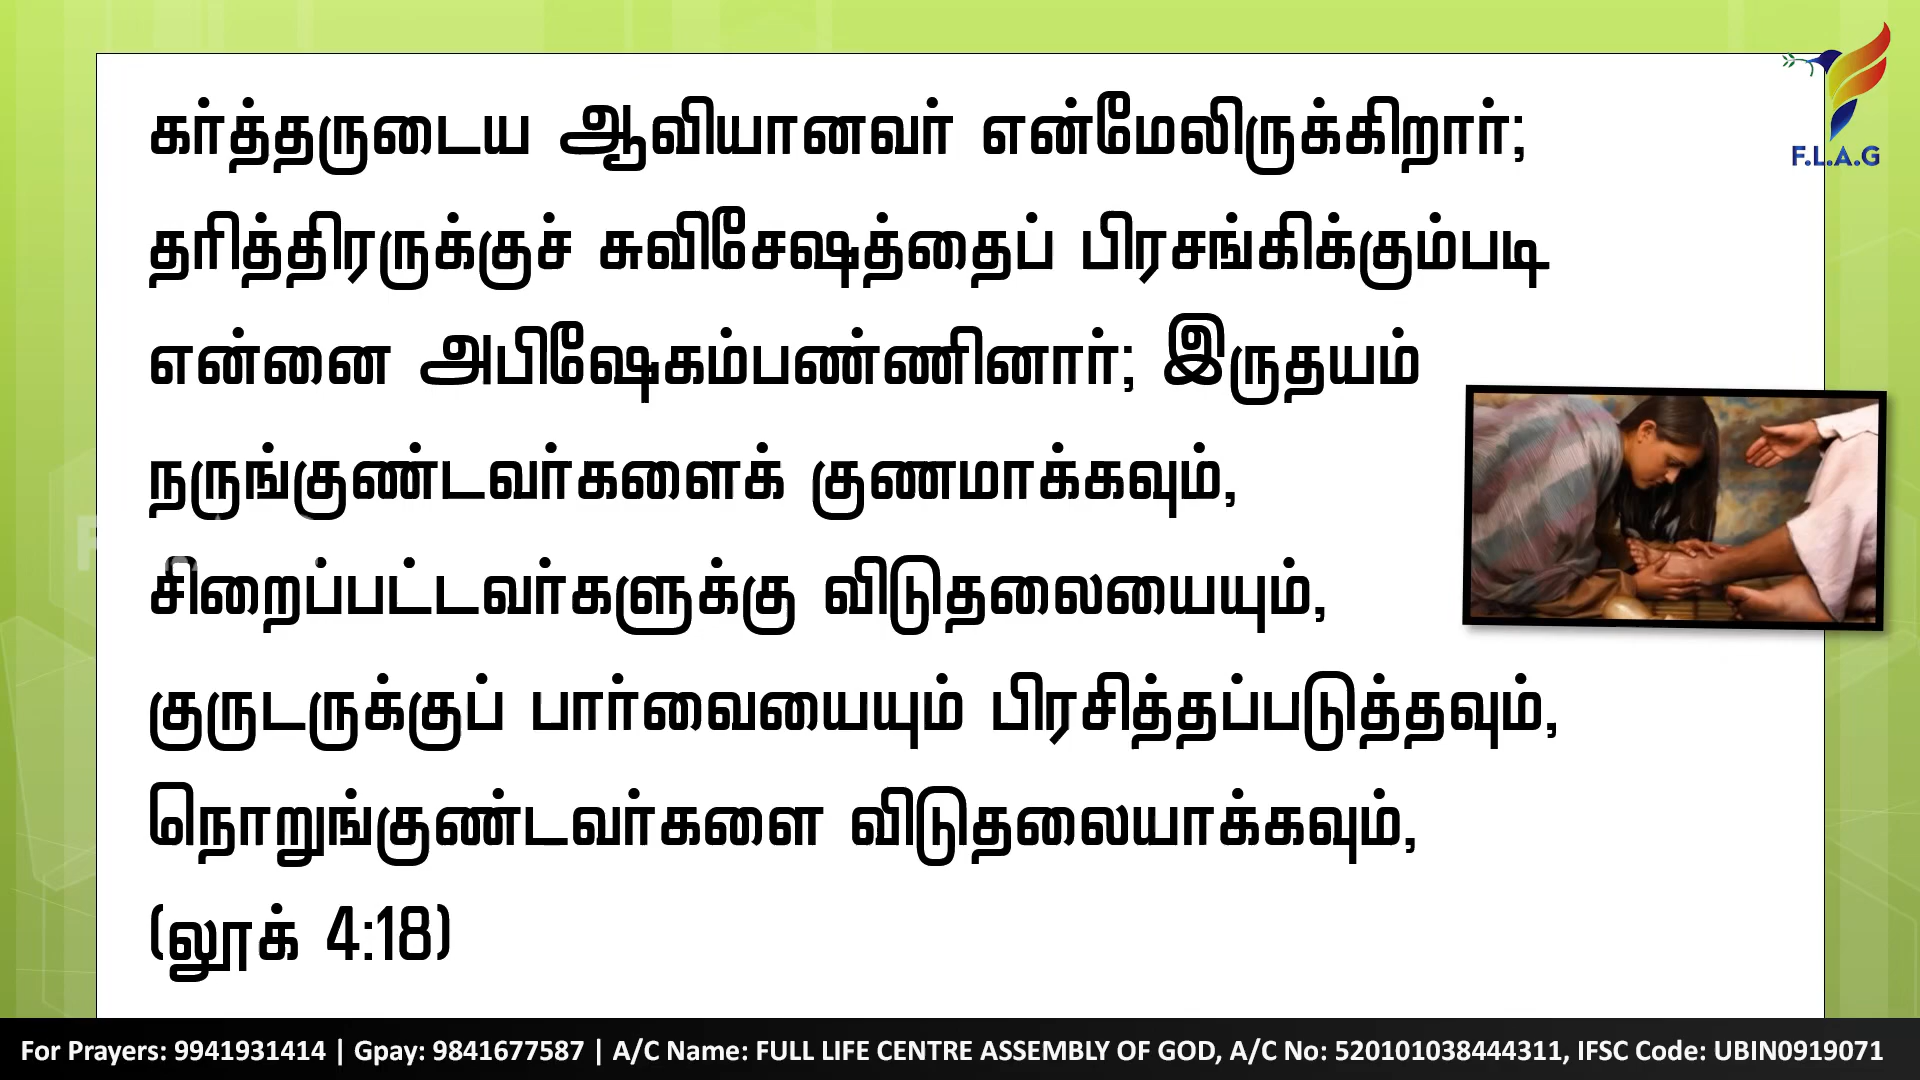 கர்த்தருடைய ஆவியானவர் என்மேலிருக்கிறார்;
தரித்திரருக்குச் சுவிசேஷத்தைப் பிரசங்கிக்கும்படி
என்னை அபிஷேகம்பண்ணினார்; இருதயம்
நருங்குண்டவர்களைக் குணமாக்கவும்,
சிறைப்பட்டவர்களுக்கு விடுதலையையும்,
குருடருக்குப் பார்வையையும் பிரசித்தப்படுத்தவும்,
நொறுங்குண்டவர்களை விடுதலையாக்கவும்,
(லூக் 4:18)
F.L.A.G
For Prayers: 9941931414 | Gpay: 9841677587 | A/C Name: FULL LIFE CENTRE ASSEMBLY OF GOD, A/C No: 520101038444311, IFSC Code: UBIN0919071